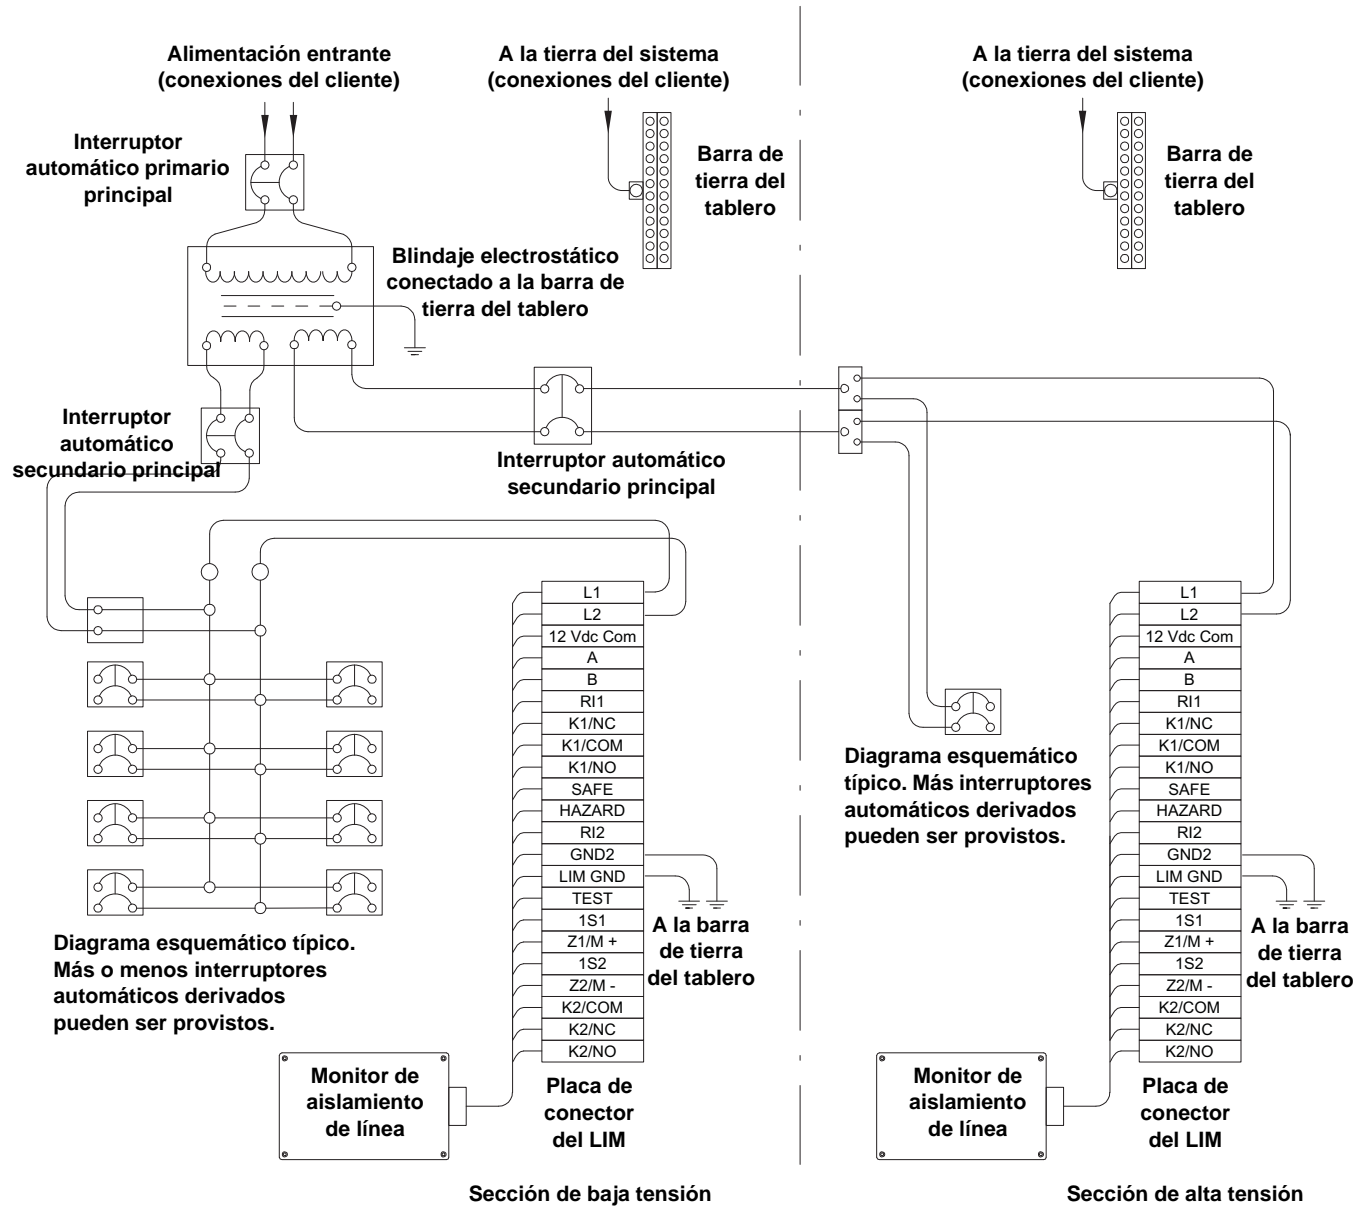 Alimentación entrante
(conexiones del cliente)
A la tierra del sistema
(conexiones del cliente)
A la tierra del sistema
(conexiones del cliente)
Interruptor
automático primario
principal
Barra de
tierra del
tablero
Barra de
tierra del
tablero
Blindaje electrostático
conectado a la barra de
tierra del tablero
Interruptor
automático
secundario principal
Interruptor automático
secundario principal
L1
L2
12 Vdc Com
A
B
RI1
K1/NC
K1/COM
K1/NO
SAFE
HAZARD
RI2
GND2
LIM GND
TEST
1S1
Z1/M +
1S2
Z2/M -
K2/COM
K2/NC
K2/NO
A la barra
de tierra
del tablero
Diagrama esquemático típico.
Más o menos interruptores
automáticos derivados
pueden ser provistos.
Monitor de
aislamiento
de línea
Placa de
conector
del LIM
Sección de baja tensión
Diagrama esquemático
típico. Más interruptores
automáticos derivados
pueden ser provistos.
L1
L2
12 Vdc Com
A
B
RI1
K1/NC
K1/COM
K1/NO
SAFE
HAZARD
RI2
GND2
LIM GND
TEST
1S1
Z1/M +
1S2
Z2/M -
K2/COM
K2/NC
K2/NO
A la barra
de tierra
del tablero
Monitor de
aislamiento
de línea
Placa de
conector
del LIM
Sección de alta tensión